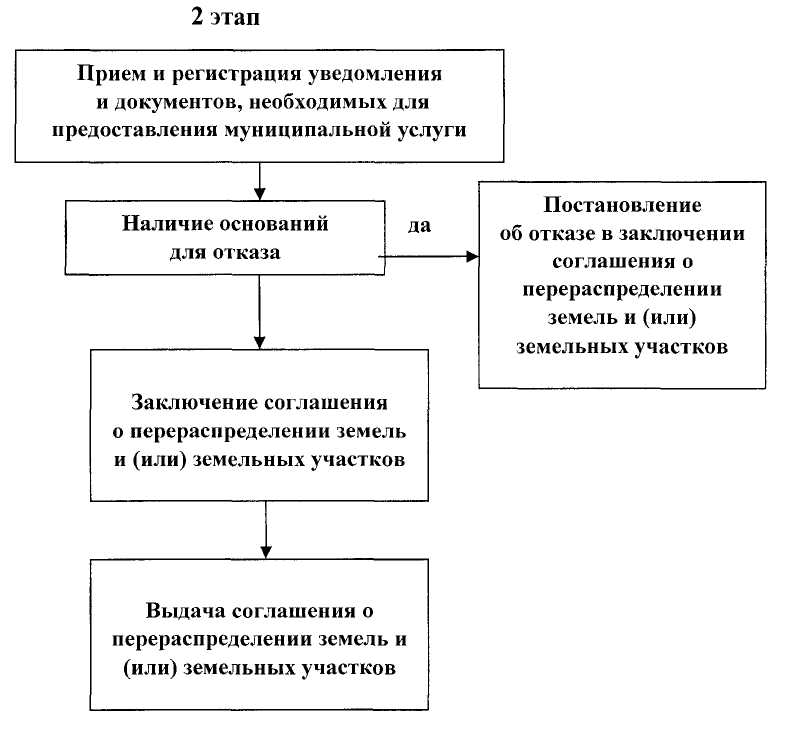 2 этап
Прием и регистрация уведомления
и документов, необходимых для
предоставления муниципальной услуги
Наличие оснований
для отказа
да
Постановление
об отказе в заключении
соглашения о
перераспределении
земель и (или)
земельных участков
Заключение соглашения
о перераспределении земель
и (или) земельных участков
Выдача соглашения о
перераспределении земель и
(или) земельных участков